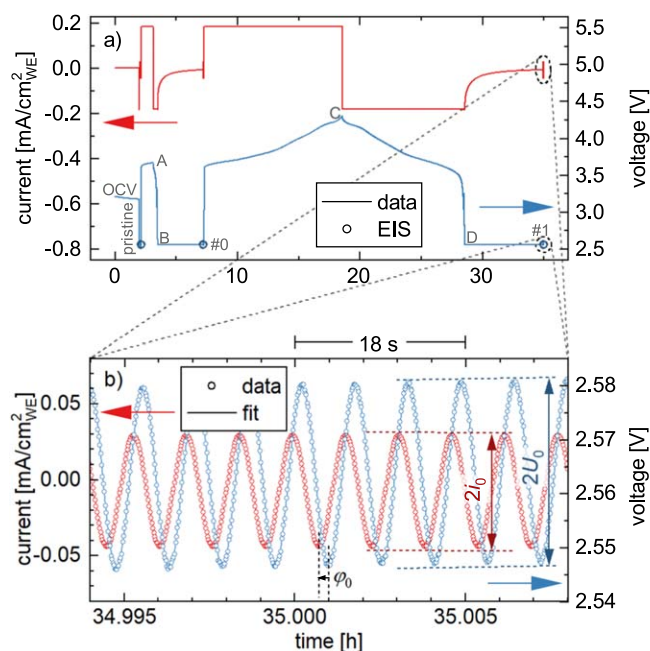 a)
0.2
0.0
-0.2
-0.4
-0.6
-0.8
current [mA/cm²WE]
5.5
5.0
4.5
4.0
3.5
3.0
2.5
voltage [V]
OCV
pristine
A
B
#0
C
D
#1
data
EIS
0 10 20 30
18 s
b)
data
fit
0.05
0.00
-0.05
current [mA/cm²WE]
2.58
2.57
2.56
2.55
2.54
voltage [V]
2i₀
2U₀
φ₀
34.995 35.000 35.005
time [h]